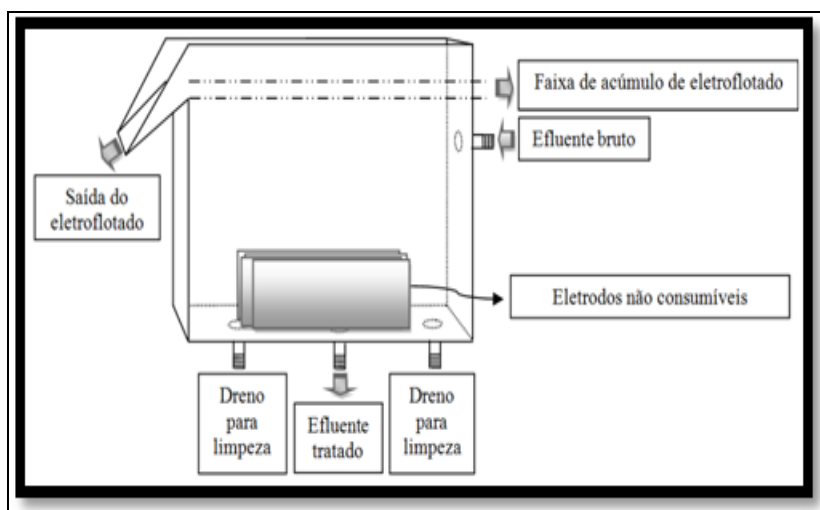 Faixa de acúmulo de eletroflotado
Efluente bruto
Saída do
eletroflotado
Eletrodos não consumíveis
Dreno
para
limpeza
Efluente
tratado
Dreno
para
limpeza